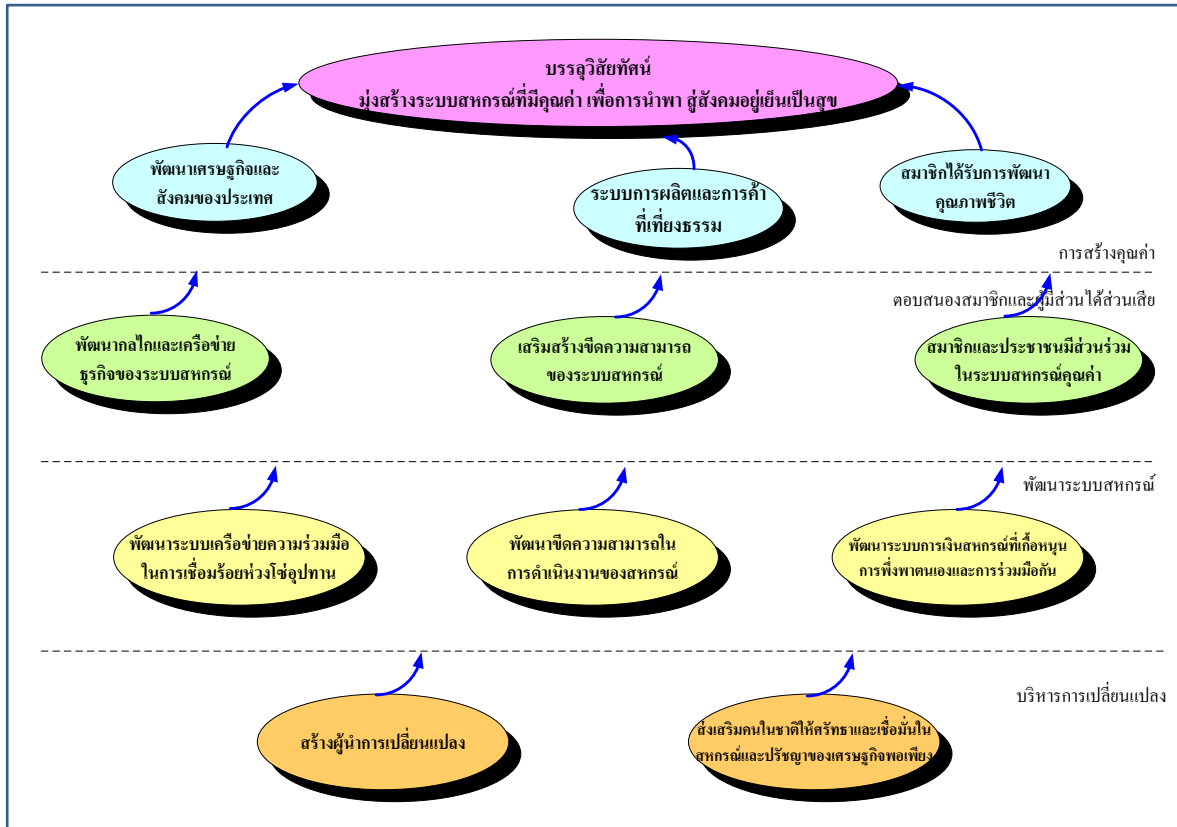 บรรลุวิสัยทัศน์
มุ่งสร้างระบบสหกรณ์ที่มีคุณค่า เพื่อการนำพา สู่สังคมอยู่เย็นเป็นสุข
พัฒนาเศรษฐกิจและ
สังคมของประเทศ
ระบบการผลิตและการค้า
ที่เที่ยงธรรม
สมาชิกได้รับการพัฒนา
คุณภาพชีวิต
การสร้างคุณค่า
ตอบสนองสมาชิกและผู้มีส่วนได้ส่วนเสีย
พัฒนากลไกและเครือข่าย
ธุรกิจของระบบสหกรณ์
เสริมสร้างขีดความสามารถ
ของระบบสหกรณ์
สมาชิกและประชาชนมีส่วนร่วม
ในระบบสหกรณ์คุณค่า
พัฒนาระบบสหกรณ์
พัฒนาระบบเครือข่ายความร่วมมือ
ในการเชื่อมร้อยห่วงโซ่อุปทาน
พัฒนาขีดความสามารถใน
การดำเนินงานของสหกรณ์
พัฒนาระบบการเงินสหกรณ์ที่เกื้อหนุน
การพึ่งพาตนเองและการร่วมมือกัน
บริหารการเปลี่ยนแปลง
สร้างผู้นำการเปลี่ยนแปลง
ส่งเสริมคนในชาติให้ศรัทธาและเชื่อมั่นใน
สหกรณ์และปรัชญาของเศรษฐกิจพอเพียง